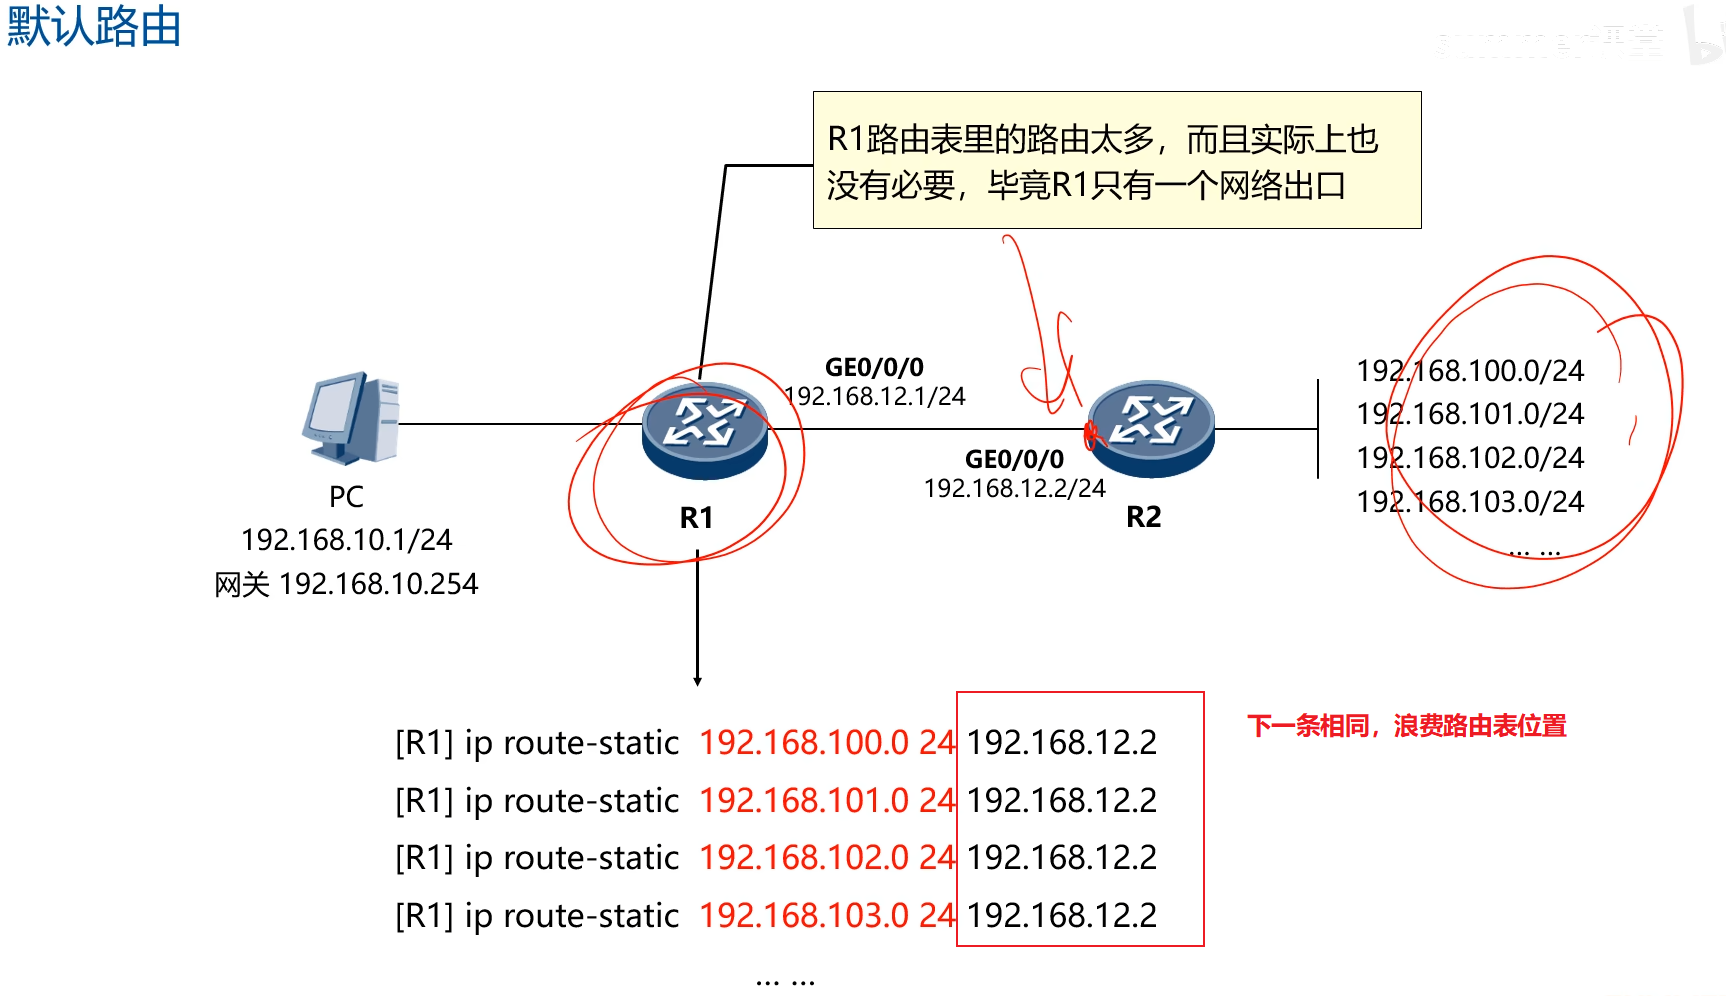 默认路由
R1路由表里的路由太多，而且实际上也
没有必要，毕竟R1只有一个网络出口
GE0/0/0
192.168.12.1/24
GE0/0/0
192.168.12.2/24
PC
192.168.10.1/24
网关 192.168.10.254
R1
R2
192.168.100.0/24
192.168.101.0/24
192.168.102.0/24
192.168.103.0/24
... ...
[R1] ip route-static 192.168.100.0 24 192.168.12.2
[R1] ip route-static 192.168.101.0 24 192.168.12.2
[R1] ip route-static 192.168.102.0 24 192.168.12.2
[R1] ip route-static 192.168.103.0 24 192.168.12.2
... ...
下一条相同，浪费路由表位置